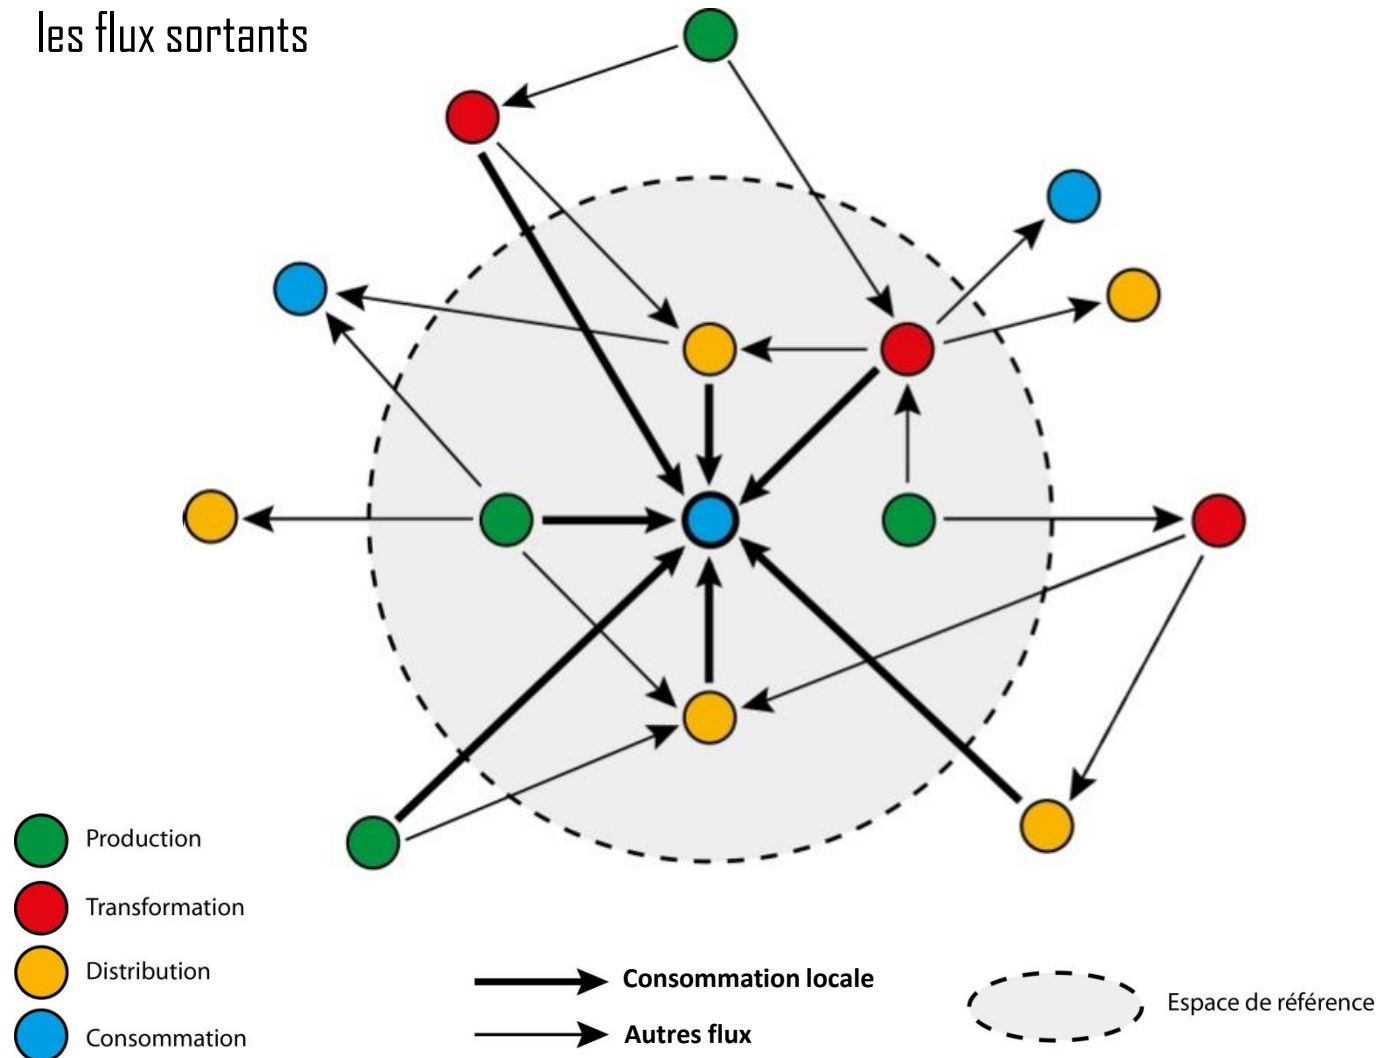 les flux sortants
Production
Transformation
Distribution
Consommation
Consommation locale
Autres flux
Espace de référence